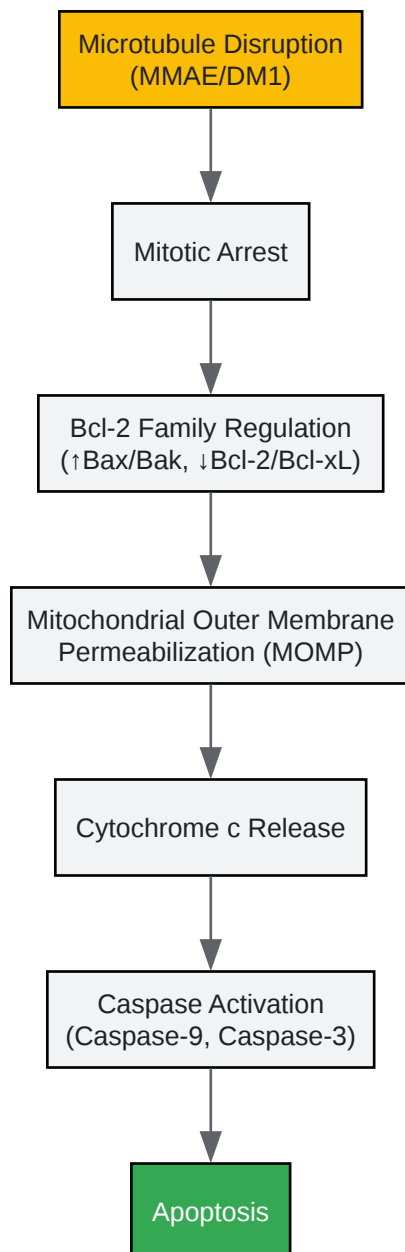 Microtubule Disruption
(MMAE/DM1)
Mitotic Arrest
Bcl-2 Family Regulation
(↑Bax/Bak, ↓Bcl-2/Bcl-xL)
Mitochondrial Outer Membrane
Permeabilization (MOMP)
Cytochrome c Release
Caspase Activation
(Caspase-9, Caspase-3)
Apoptosis